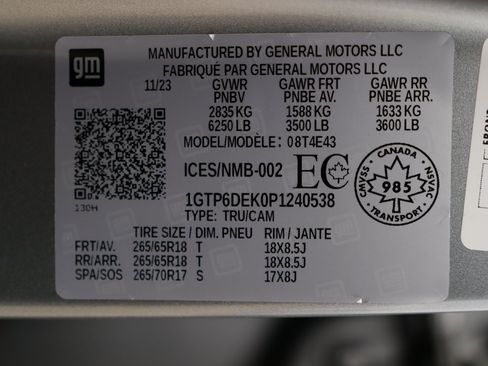 gm
MANUFACTURED BY GENERAL MOTORS LLC
FABRIQUÉ PAR GENERAL MOTORS LLC
11/23 GVWR GAWR FRT GAWR RR
PNBV PNBE AV. PNBE ARR.
2835 KG 1588 KG 1633 KG
6250 LB 3500 LB 3600 LB
MODEL/MODÈLE: 08T4E43
ICES/NMB-002 EC
CANADA
CMVSS 985 NSVAC
TRANSPORT
130H
1GTP6DEK0P1240538
TYPE: TRU/CAM
TIRE SIZE / DIM. PNEU RIM / JANTE
FRT/AV. 265/65R18 T 18X8.5J
RR/ARR. 265/65R18 T 18X8.5J
SPA/SOS 265/70R17 S 17X8J